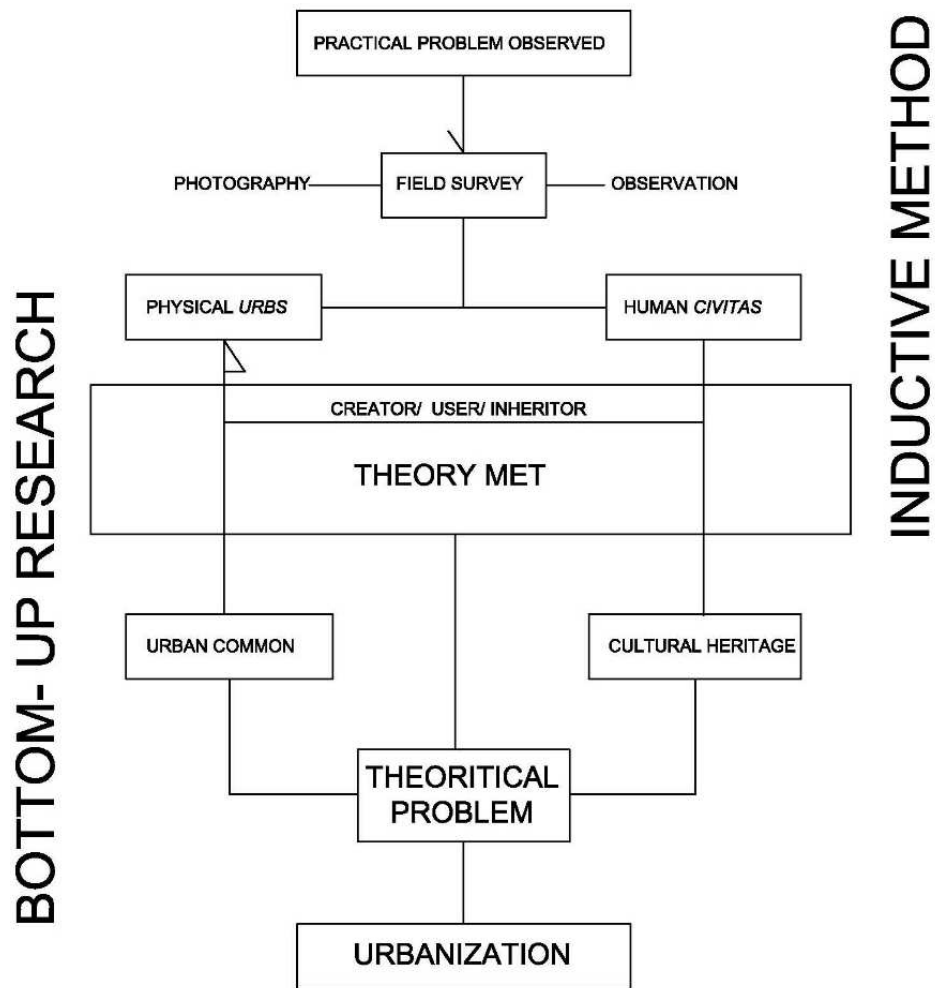 PRACTICAL PROBLEM OBSERVED
PHOTOGRAPHY
FIELD SURVEY
OBSERVATION
PHYSICAL URBS
HUMAN CIVITAS
CREATOR/ USER/ INHERITOR
THEORY MET
URBAN COMMON
CULTURAL HERITAGE
THEORITICAL
PROBLEM
URBANIZATION
BOTTOM- UP RESEARCH
INDUCTIVE METHOD